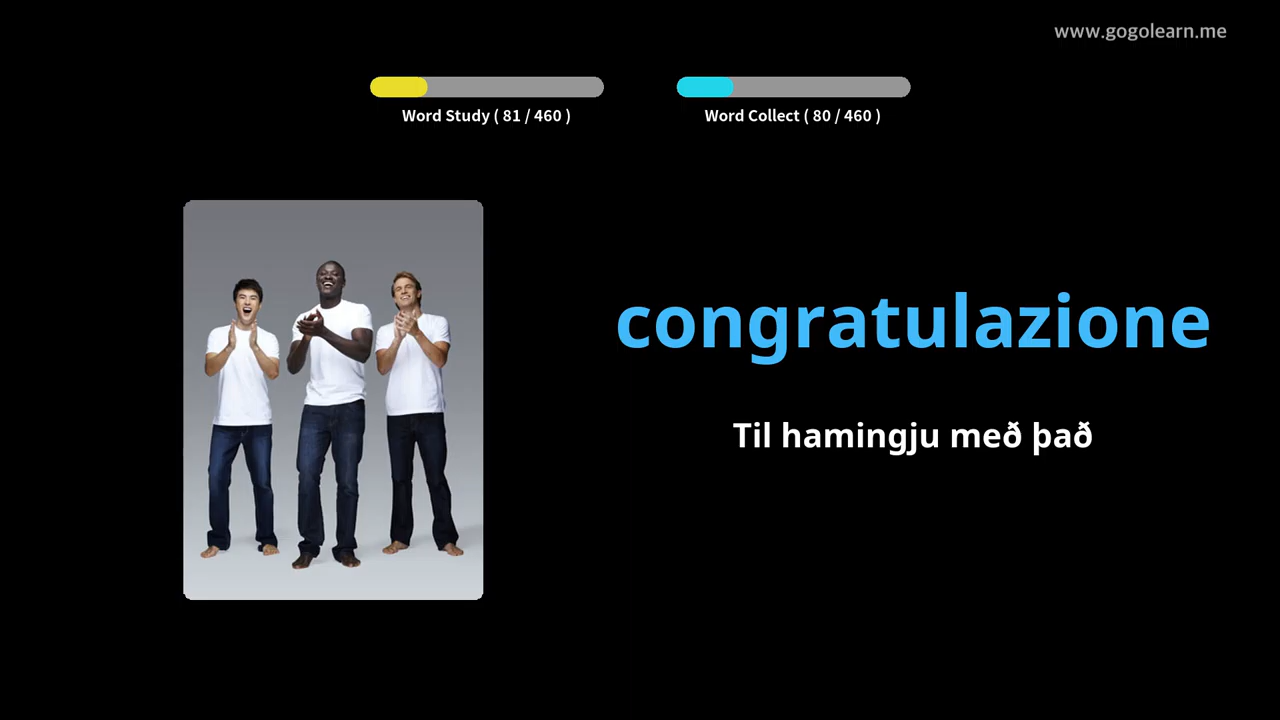 www.gogolearn.me
Word Study ( 81 / 460 )
Word Collect ( 80 / 460 )
congratulazione
Til hamingju með það